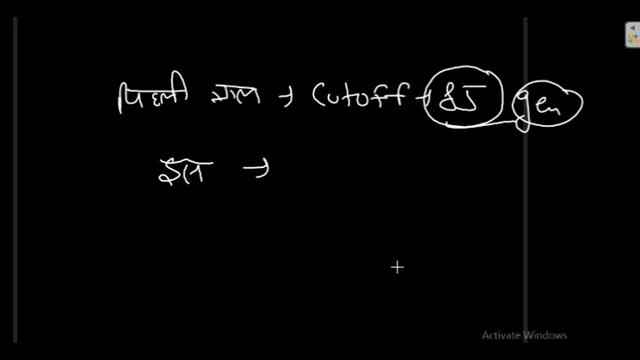 पिछली साल → Cutoff → 85 gen
इस →
Activate Windows